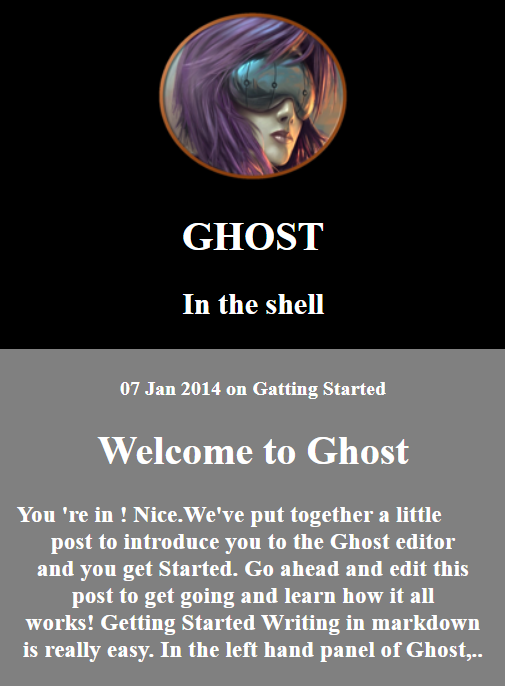 GHOST
In the shell
07 Jan 2014 on Gatting Started
Welcome to Ghost
You 're in ! Nice.We've put together a little
post to introduce you to the Ghost editor
and you get Started. Go ahead and edit this
post to get going and learn how it all
works! Getting Started Writing in markdown
is really easy. In the left hand panel of Ghost,..